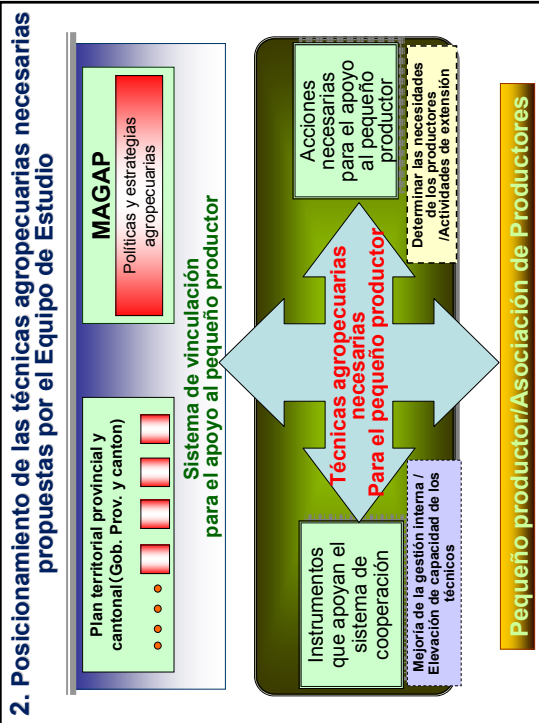 2. Posicionamiento de las técnicas agropecuarias necesarias
propuestas por el Equipo de Estudio
Plan territorial provincial y
cantonal (Gob. Prov. y canton)
MAGAP
Políticas y estrategias
agropecuarias
Sistema de vinculación
para el apoyo al pequeño productor
Instrumentos
que apoyan el
sistema de
cooperación
Mejoría de la gestión interna /
Elevación de capacidad de los
técnicos
Técnicas agropecuarias
necesarias
Para el pequeño productor
Acciones
necesarias
para el apoyo
al pequeño
productor
Determinar las necesidades
de los productores
/Actividades de extensión
Pequeño productor/Asociación de Productores